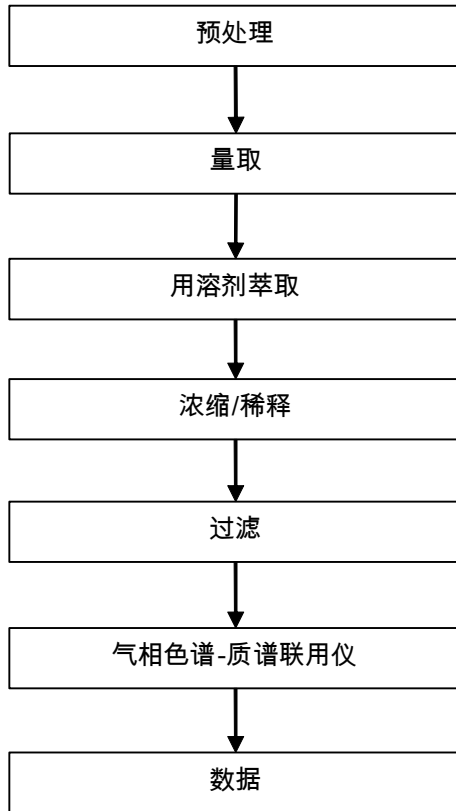 预处理
量取
用溶剂萃取
浓缩/稀释
过滤
气相色谱-质谱联用仪
数据